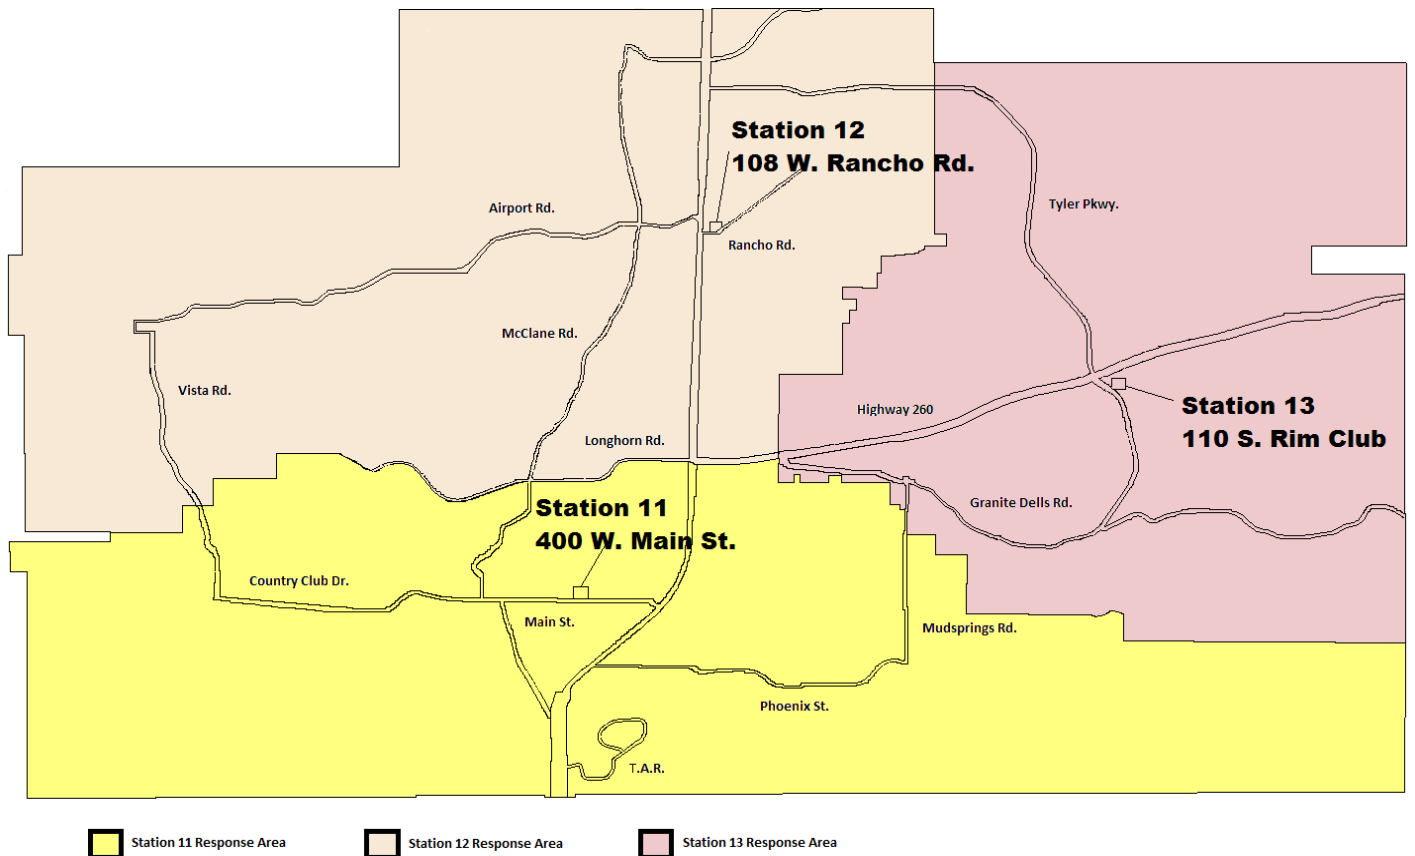 Station 12
108 W. Rancho Rd.
Airport Rd.
Tyler Pkwy.
Rancho Rd.
McClane Rd.
Vista Rd.
Highway 260
Station 13
110 S. Rim Club
Longhorn Rd.
Station 11
400 W. Main St.
Granite Dells Rd.
Country Club Dr.
Main St.
Mudsprings Rd.
Phoenix St.
T.A.R.
Station 11 Response Area
Station 12 Response Area
Station 13 Response Area